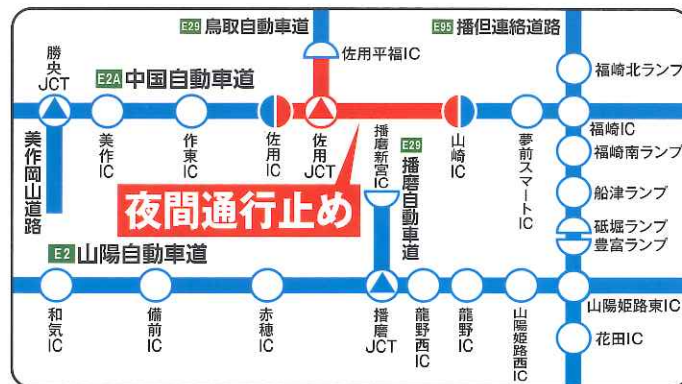 E29 鳥取自動車道
E95 播但連絡道路
佐用平福IC
勝央JCT
E2A 中国自動車道
福崎北ランプ
美作岡山道路
美作IC
作東IC
佐用IC
佐用JCT
播磨新宮IC
E29 播磨自動車道
山崎IC
夢前スマートIC
福崎IC
福崎南ランプ
船津ランプ
砥堀ランプ
豊富ランプ
夜間通行止め
E2 山陽自動車道
和気IC
備前IC
赤穂IC
播磨JCT
龍野西IC
龍野IC
山陽姫路西IC
山陽姫路東IC
花田IC